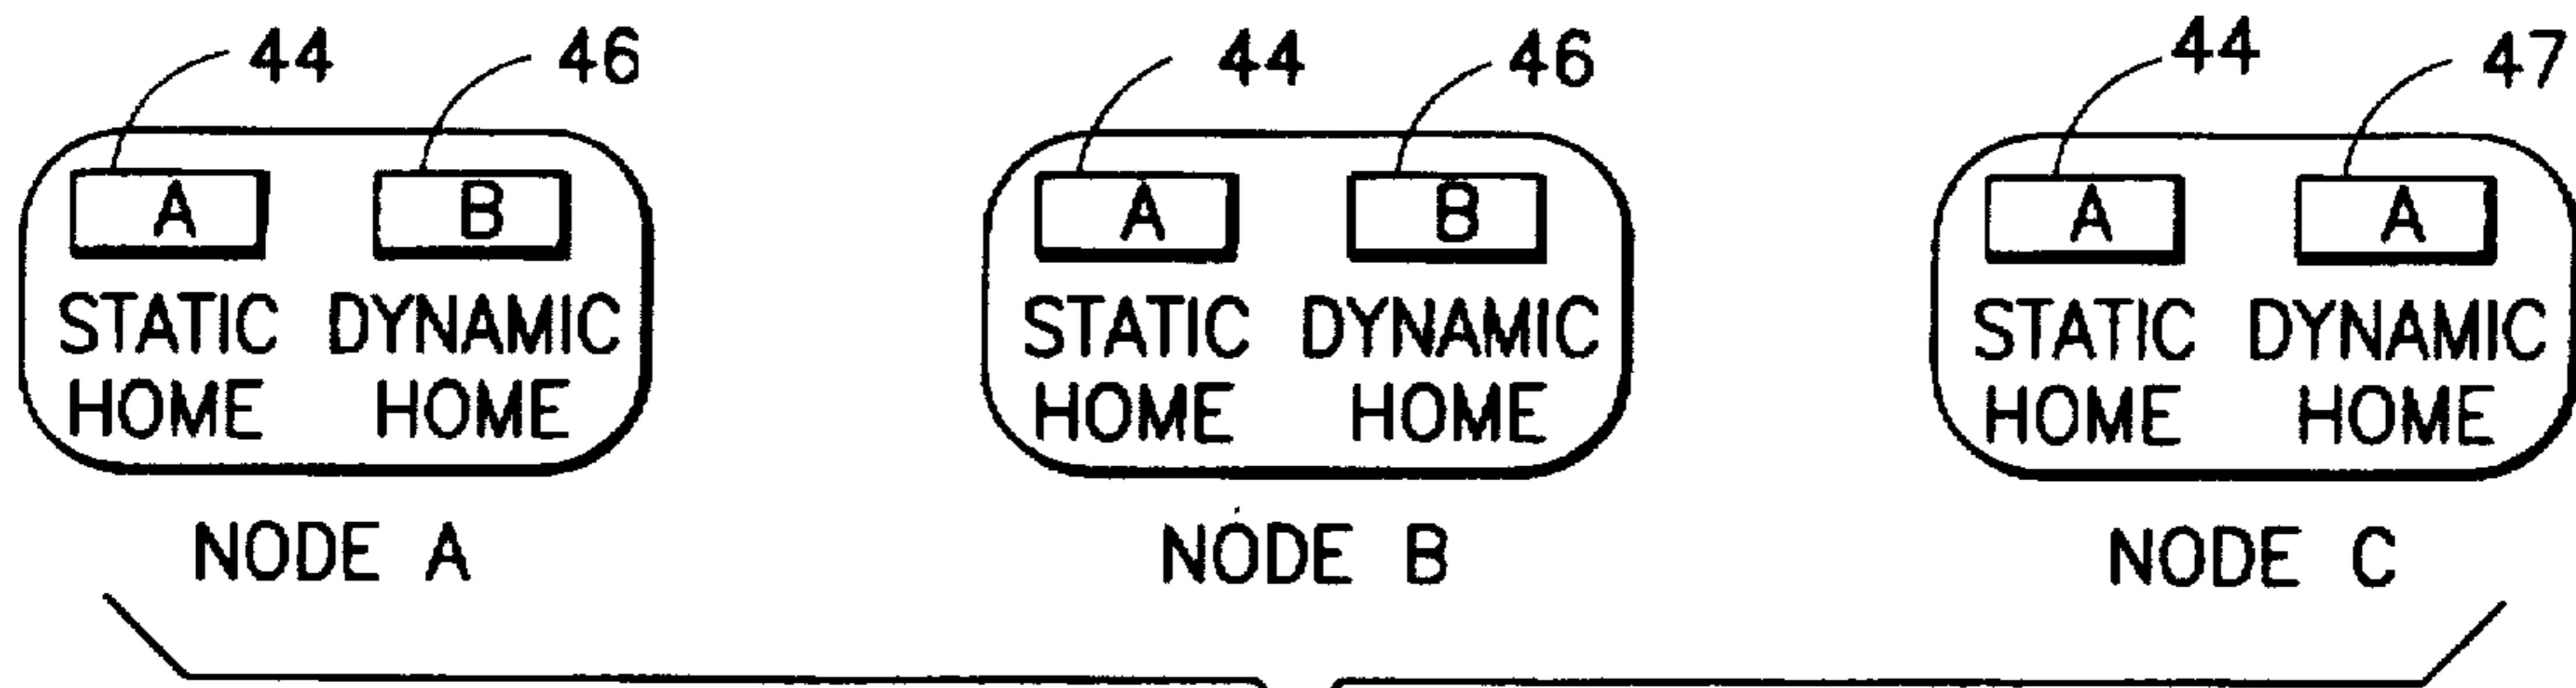 44 46 44 46 44 47
A B A B A A
STATIC DYNAMIC STATIC DYNAMIC STATIC DYNAMIC
HOME HOME HOME HOME HOME HOME
NODE A NODE B NODE C